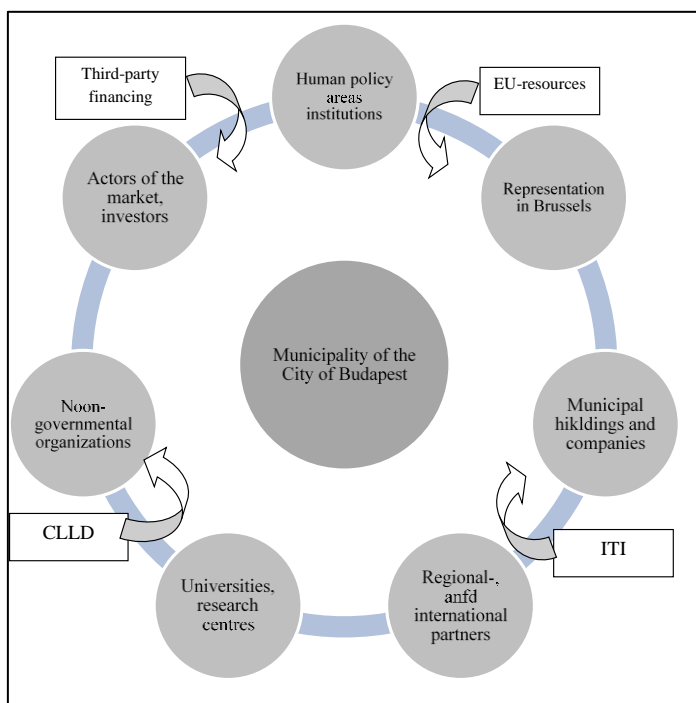 Third-party
financing
Human policy
areas
institutions
EU-resources
Actors of the
market,
investors
Representation
in Brussels
Municipality of the
City of Budapest
Noon-
governmental
organizations
Municipal
hikldings and
companies
CLLD
ITI
Universities,
research
centres
Regional-,
anfd
international
partners